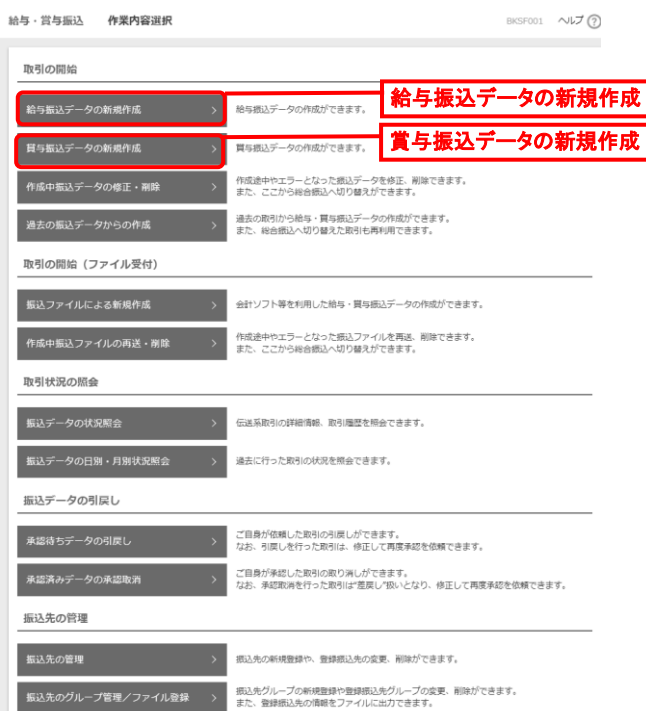 給与・賞与振込 作業内容選択 BKSF001 ヘルプ ?
取引の開始
給与振込データの新規作成 給与振込データの作成ができます。 給与振込データの新規作成
賞与振込データの新規作成 賞与振込データの作成ができます。 賞与振込データの新規作成
作成中振込データの修正・削除 作成途中やエラーとなった振込データを修正、削除できます。
また、ここから総合振込へ切り替えができます。
過去の振込データからの作成 過去の取引から給与・賞与振込データの作成ができます。
また、総合振込へ切り替えた取引も再利用できます。
取引の開始（ファイル受付）
振込ファイルによる新規作成 会計ソフト等を利用した給与・賞与振込データの作成ができます。
作成中振込ファイルの再送・削除 作成途中やエラーとなった振込ファイルを再送、削除できます。
また、ここから総合振込へ切り替えができます。
取引状況の照会
振込データの状況照会 伝送系取引の詳細情報、取引履歴を照会できます。
振込データの日別・月別状況照会 過去に行った取引の状況を照会できます。
振込データの引戻し
承認待ちデータの引戻し ご自身が依頼した取引の引戻しができます。
なお、引戻しを行った取引は、修正して再度承認を依頼できます。
承認済みデータの承認取消 ご自身が承認した取引の取り消しができます。
なお、承認取消を行った取引は"差戻し"扱いとなり、修正して再度承認を依頼できます。
振込先の管理
振込先の管理 振込先の新規登録や、登録振込先の変更、削除ができます。
振込先のグループ管理／ファイル登録 振込先グループの新規登録や登録振込先グループの変更、削除ができます。
また、登録振込先の情報をファイルに出力できます。